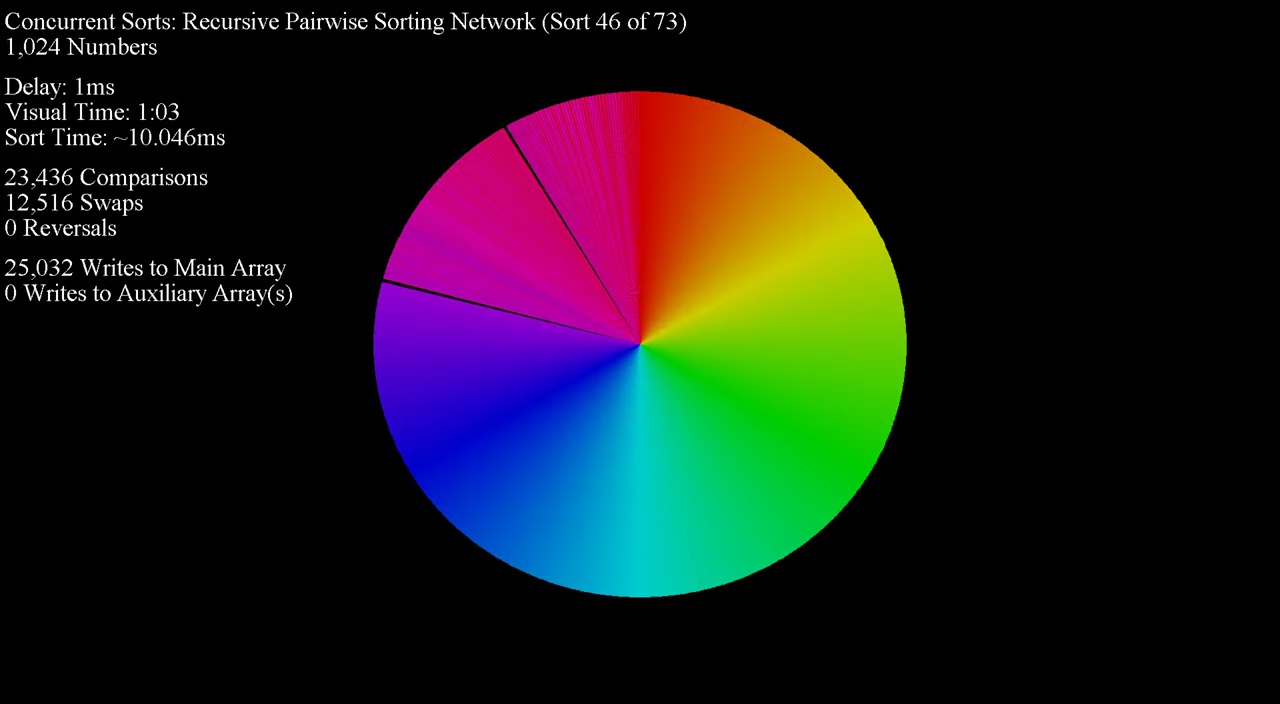 Concurrent Sorts: Recursive Pairwise Sorting Network (Sort 46 of 73)
1,024 Numbers
Delay: 1ms
Visual Time: 1:03
Sort Time: ~10.046ms
23,436 Comparisons
12,516 Swaps
0 Reversals
25,032 Writes to Main Array
0 Writes to Auxiliary Array(s)